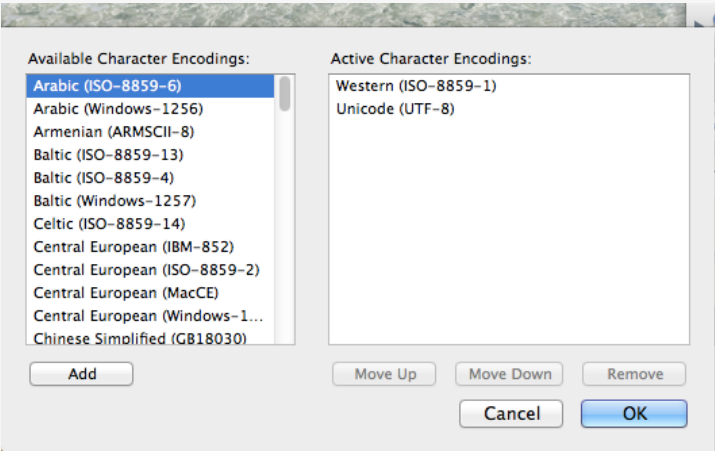 Available Character Encodings:
Arabic (ISO-8859-6)
Arabic (Windows-1256)
Armenian (ARMSCII-8)
Baltic (ISO-8859-13)
Baltic (ISO-8859-4)
Baltic (Windows-1257)
Celtic (ISO-8859-14)
Central European (IBM-852)
Central European (ISO-8859-2)
Central European (MacCE)
Central European (Windows-1...
Chinese Simplified (GB18030)
Add
Active Character Encodings:
Western (ISO-8859-1)
Unicode (UTF-8)
Move Up
Move Down
Remove
Cancel
OK